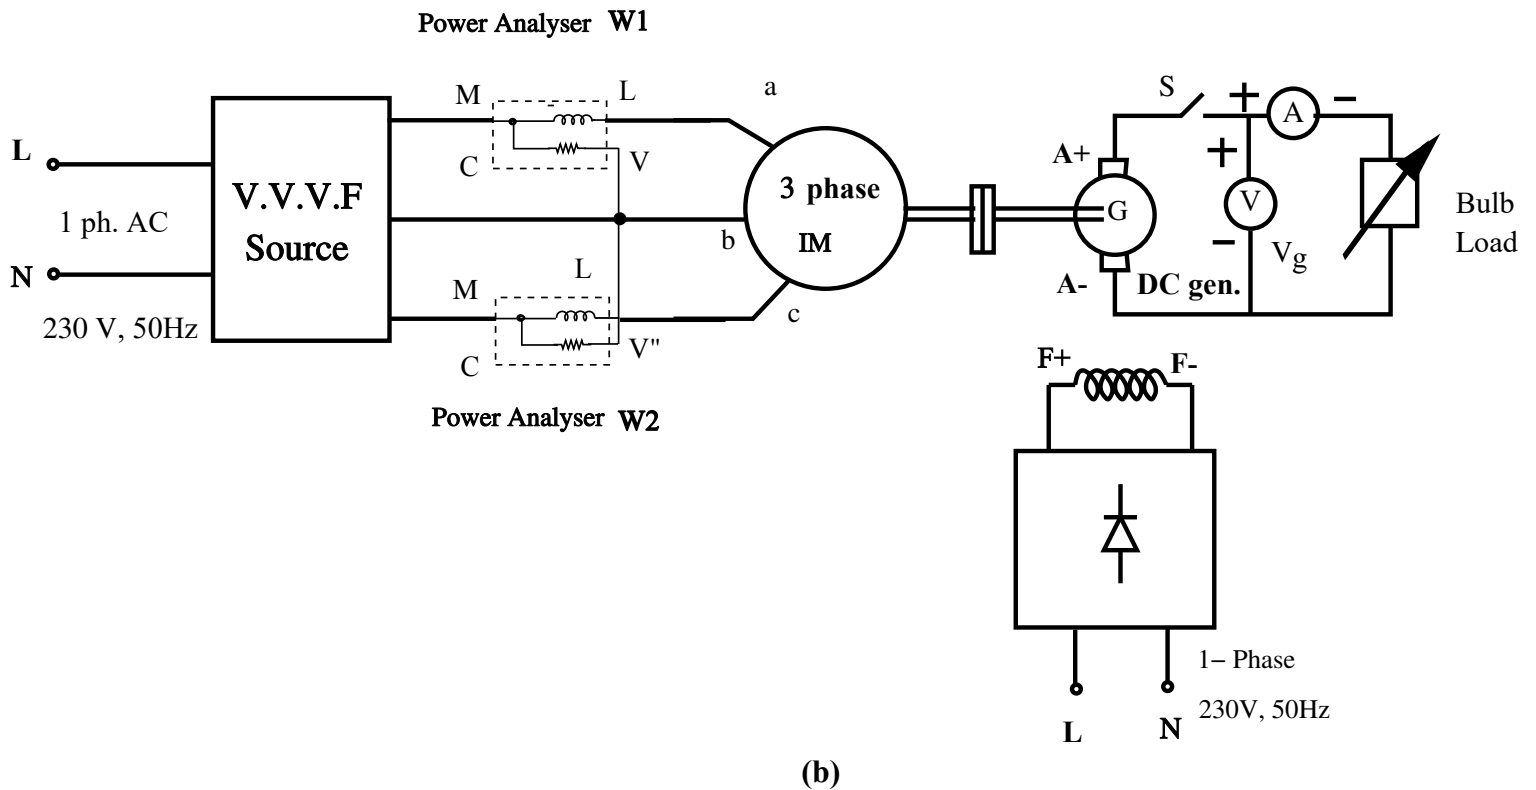 Power Analyser W1
M
L
a
C
V
L
1 ph. AC
N
230 V, 50Hz
V.V.V.F
Source
b
3 phase
IM
M
L
c
C
V"
Power Analyser W2
S
+
A
−
A+
+
G
V
−
Vg
A-
DC gen.
Bulb
Load
F+
F-
1− Phase
230V, 50Hz
L
N
(b)